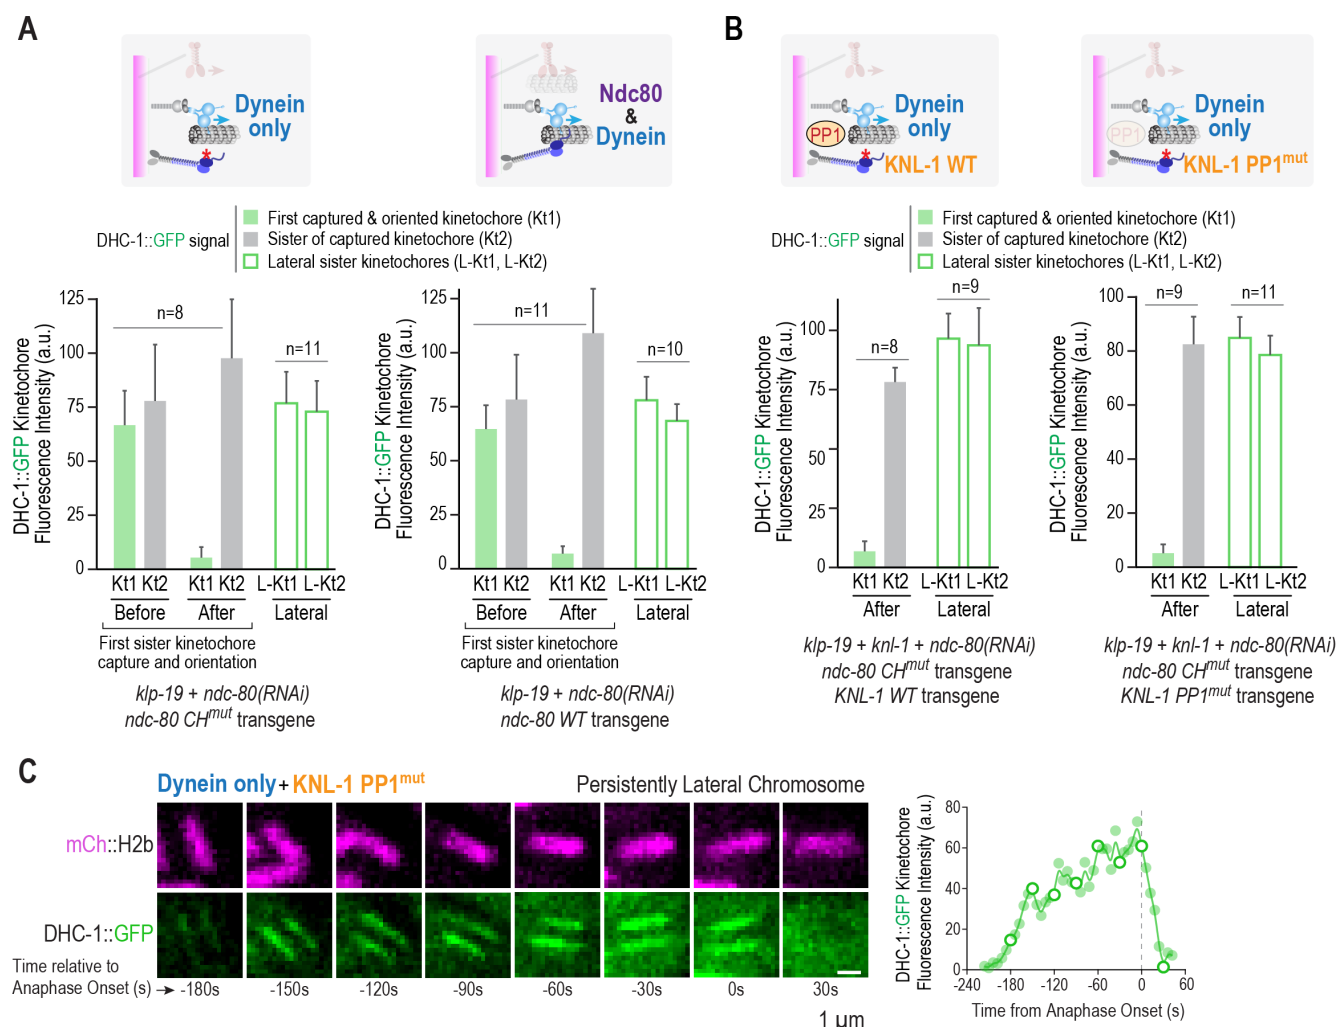 A
Dynein
only
Ndc80
&
Dynein
DHC-1::GFP signal
First captured & oriented kinetochore (Kt1)
Sister of captured kinetochore (Kt2)
Lateral sister kinetochores (L-Kt1, L-Kt2)
DHC-1::GFP Kinetochore
Fluorescence Intensity (a.u.)
125
100
75
50
25
0
n=8
n=11
Kt1 Kt2
Kt1 Kt2
L-Kt1 L-Kt2
Before
After
Lateral
First sister kinetochore
capture and orientation
klp-19 + ndc-80(RNAi)
ndc-80 CHmut transgene
DHC-1::GFP Kinetochore
Fluorescence Intensity (a.u.)
125
100
75
50
25
0
n=11
n=10
Kt1 Kt2
Kt1 Kt2
L-Kt1 L-Kt2
Before
After
Lateral
First sister kinetochore
capture and orientation
klp-19 + ndc-80(RNAi)
ndc-80 WT transgene
B
Dynein
only
PP1
KNL-1 WT
Dynein
only
PP1
KNL-1 PP1mut
DHC-1::GFP signal
First captured & oriented kinetochore (Kt1)
Sister of captured kinetochore (Kt2)
Lateral sister kinetochores (L-Kt1, L-Kt2)
DHC-1::GFP Kinetochore
Fluorescence Intensity (a.u.)
100
75
50
25
0
n=8
n=9
Kt1 Kt2
L-Kt1 L-Kt2
After
Lateral
klp-19 + knl-1 + ndc-80(RNAi)
ndc-80 CHmut transgene
KNL-1 WT transgene
DHC-1::GFP Kinetochore
Fluorescence Intensity (a.u.)
100
80
60
40
20
0
n=9
n=11
Kt1 Kt2
L-Kt1 L-Kt2
After
Lateral
klp-19 + knl-1 + ndc-80(RNAi)
ndc-80 CHmut transgene
KNL-1 PP1mut transgene
C
Dynein only + KNL-1 PP1mut
Persistently Lateral Chromosome
mCh::H2b
DHC-1::GFP
Time relative to
Anaphase Onset (s)
-180s
-150s
-120s
-90s
-60s
-30s
0s
30s
1 µm
DHC-1::GFP Kinetochore
Fluorescence Intensity (a.u.)
80
60
40
20
0
-240
-180
-120
-60
0
60
Time from Anaphase Onset (s)